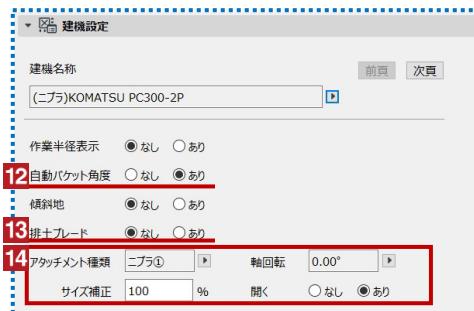 建機設定
建機名称 前頁 次頁
(ニブラ)KOMATSU PC300-2P
作業半径表示 なし あり
12 自動バケット角度 なし あり
傾斜地 なし あり
13 排土ブレード なし あり
14 アタッチメント種類 ニブラ① 軸回転 0.00°
サイズ補正 100 % 開く なし あり